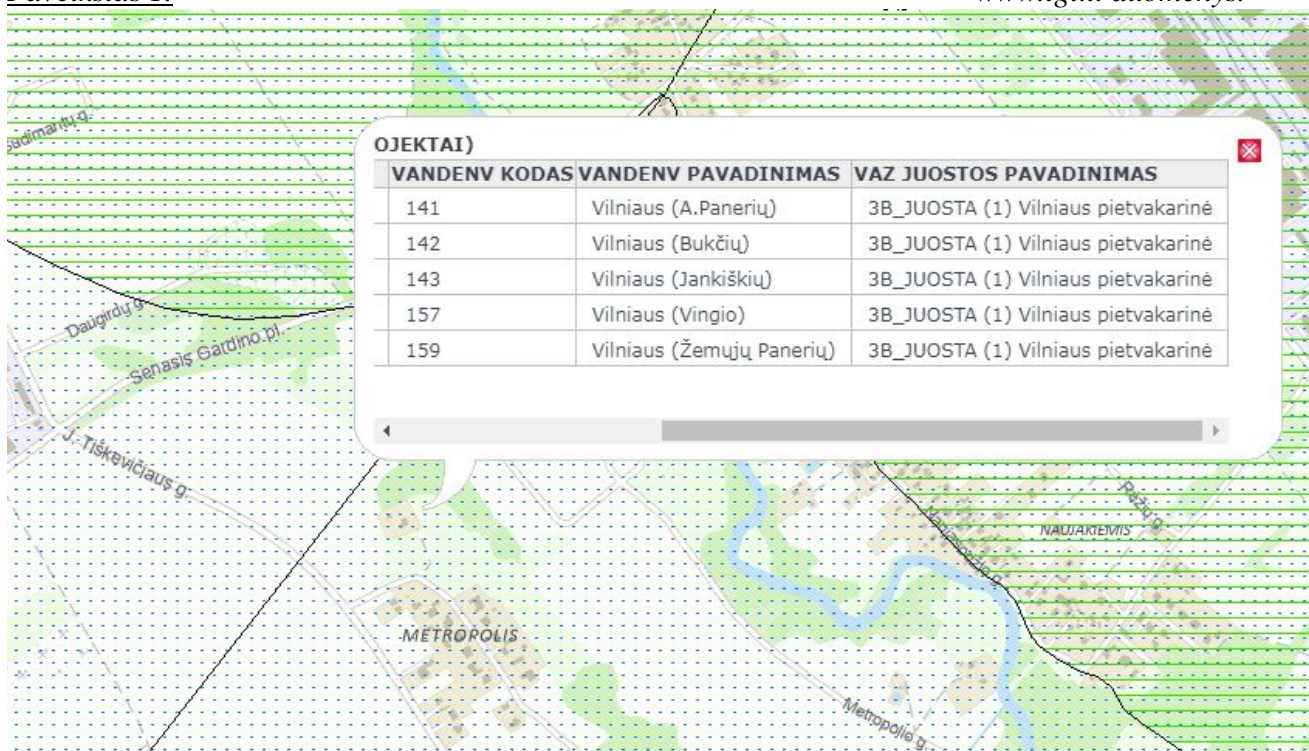 OJEKTAI)
VANDENV KODAS VANDENV PAVADINIMAS VAZ JUOSTOS PAVADINIMAS
141 Vilniaus (A.Panerių) 3B_JUOSTA (1) Vilniaus pietvakarinė
142 Vilniaus (Bukčių) 3B_JUOSTA (1) Vilniaus pietvakarinė
143 Vilniaus (Jankiškių) 3B_JUOSTA (1) Vilniaus pietvakarinė
157 Vilniaus (Vingio) 3B_JUOSTA (1) Vilniaus pietvakarinė
159 Vilniaus (Žemųjų Panerių) 3B_JUOSTA (1) Vilniaus pietvakarinė
Daugirdų g.
Senasis Gardino pl.
J. Tiškevičiaus g.
Rėžių g.
NAUJAKIEMIS
METROPOLIS
Metropolio g.